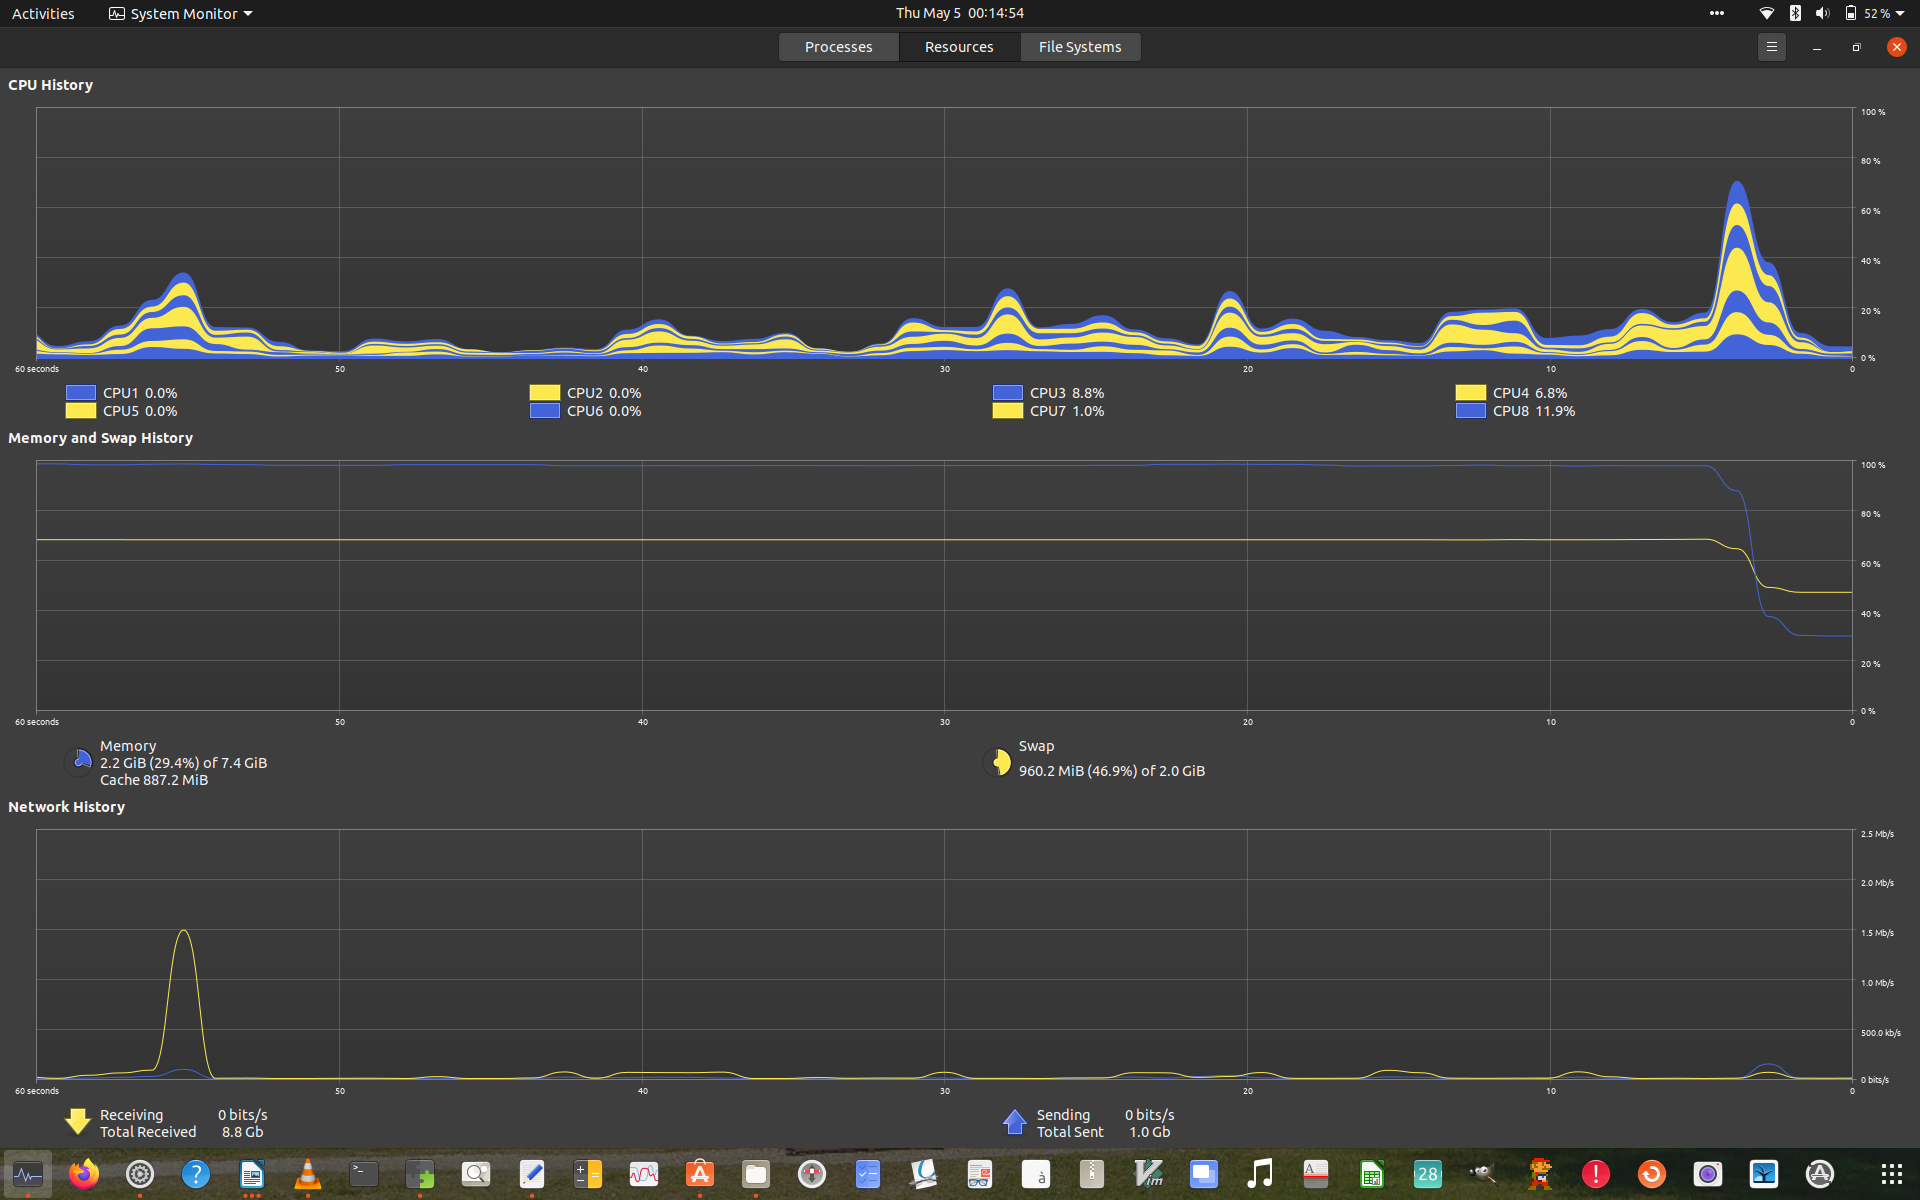 Activities System Monitor Thu May 5 00:14:54 52 %
Processes Resources File Systems
CPU History
100 %
80 %
60 %
40 %
20 %
0 %
60 seconds 50 40 30 20 10 0
CPU1 0.0% CPU2 0.0% CPU3 8.8% CPU4 6.8%
CPU5 0.0% CPU6 0.0% CPU7 1.0% CPU8 11.9%
Memory and Swap History
100 %
80 %
60 %
40 %
20 %
0 %
60 seconds 50 40 30 20 10 0
Memory Swap
2.2 GiB (29.4%) of 7.4 GiB 960.2 MiB (46.9%) of 2.0 GiB
Cache 887.2 MiB
Network History
2.5 Mb/s
2.0 Mb/s
1.5 Mb/s
1.0 Mb/s
500.0 kb/s
0 bits/s
60 seconds 50 40 30 20 10 0
Receiving 0 bits/s Sending 0 bits/s
Total Received 8.8 Gb Total Sent 1.0 Gb
? >_ à Vim A 28 !